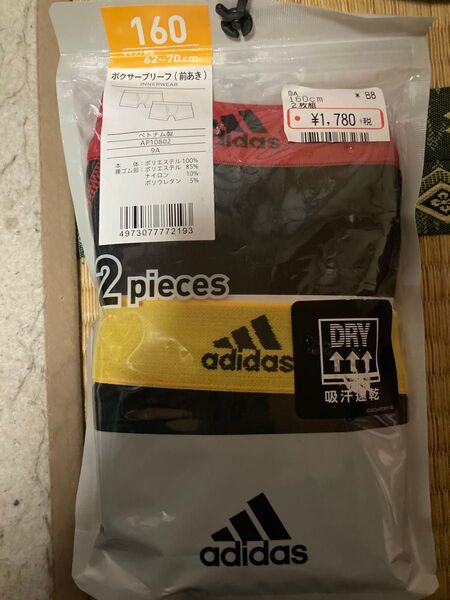 160
62~70cm
ボクサーブリーフ(前あき)
INNERWEAR
ベトナム製
AP10802
9A
本 体:ポリエステル100%
腰ゴム部:ポリエステル 85%
ナイロン 10%
ポリウレタン 5%
4973077772193
9A
160cm * B8
2枚組
¥1,780 +税
adidas
2 pieces
adidas
DRY
吸汗速乾
adidas